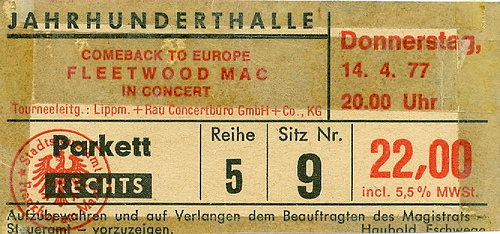 JAHRHUNDERTHALLE
COMEBACK TO EUROPE
FLEETWOOD MAC
IN CONCERT
Tourneeleitg.: Lippm. + Rau Concertbüro GmbH + Co., KG
Donnerstag,
14. 4. 77
20.00 Uhr
Parkett
RECHTS
Reihe
5
Sitz Nr.
9
22,00
incl. 5,5% MWSt.
Aufzubewahren und auf Verlangen dem Beauftragten des Magistrats –
Steueramt – vorzuzeigen. Haubold Eschwege